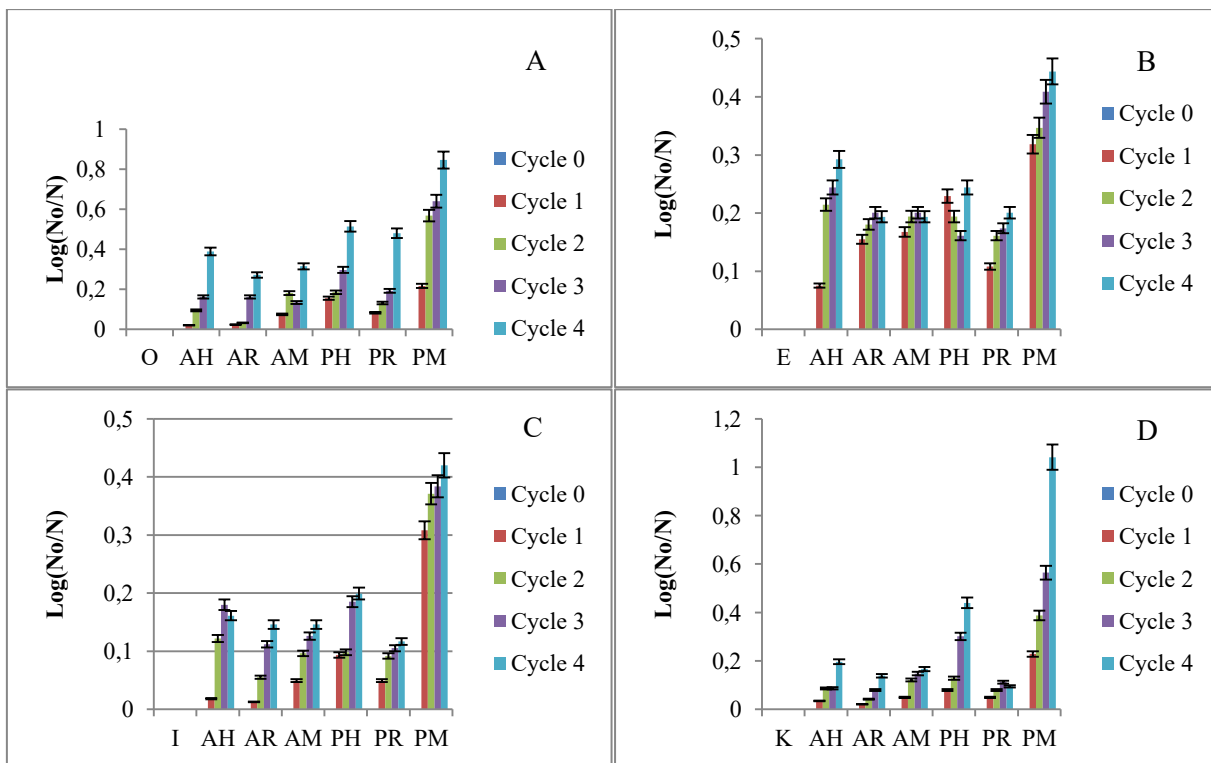 A
Log(No/N)
1
0,8
0,6
0,4
0,2
0
O AH AR AM PH PR PM
Cycle 0
Cycle 1
Cycle 2
Cycle 3
Cycle 4
B
Log(No/N)
0,5
0,4
0,3
0,2
0,1
0
E AH AR AM PH PR PM
Cycle 0
Cycle 1
Cycle 2
Cycle 3
Cycle 4
C
Log(No/N)
0,5
0,4
0,3
0,2
0,1
0
I AH AR AM PH PR PM
Cycle 0
Cycle 1
Cycle 2
Cycle 3
Cycle 4
D
Log(No/N)
1,2
1
0,8
0,6
0,4
0,2
0
K AH AR AM PH PR PM
Cycle 0
Cycle 1
Cycle 2
Cycle 3
Cycle 4